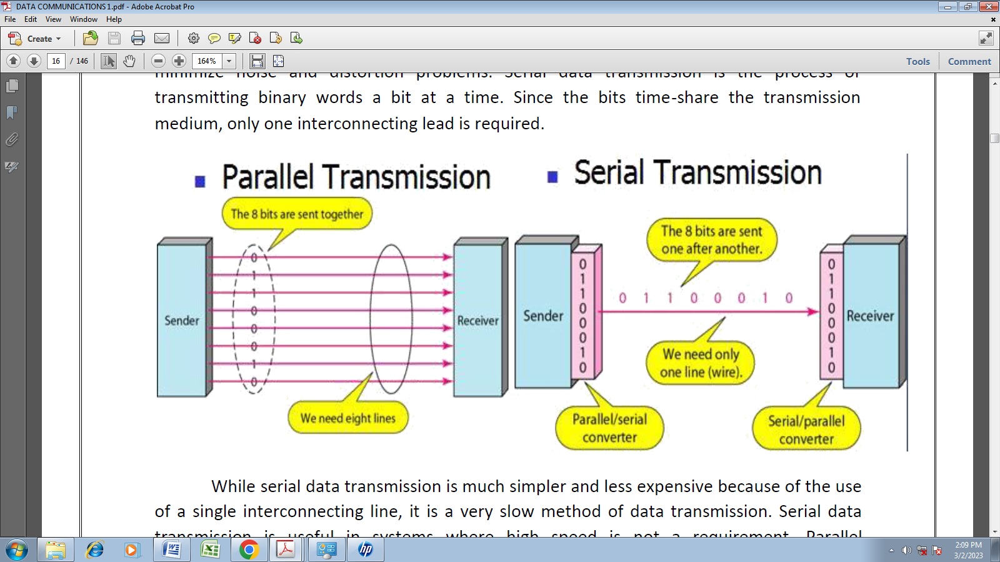 DATA COMMUNICATIONS 1.pdf - Adobe Acrobat Pro
File Edit View Window Help
Create
16 / 146 164% Tools Comment
minimize noise and distortion problems. Serial data transmission is the process of
transmitting binary words a bit at a time. Since the bits time-share the transmission
medium, only one interconnecting lead is required.
Parallel Transmission
The 8 bits are sent together
Sender
0
1
1
0
0
0
1
0
Receiver
We need eight lines
Serial Transmission
The 8 bits are sent
one after another.
Sender
0
1
1
0
0
0
1
0
0 1 1 0 0 0 1 0
0
1
1
0
0
0
1
0
Receiver
We need only
one line (wire).
Parallel/serial
converter
Serial/parallel
converter
While serial data transmission is much simpler and less expensive because of the use
of a single interconnecting line, it is a very slow method of data transmission. Serial data
transmission is useful in systems where high speed is not a requirement. Parallel
2:09 PM
3/2/2023